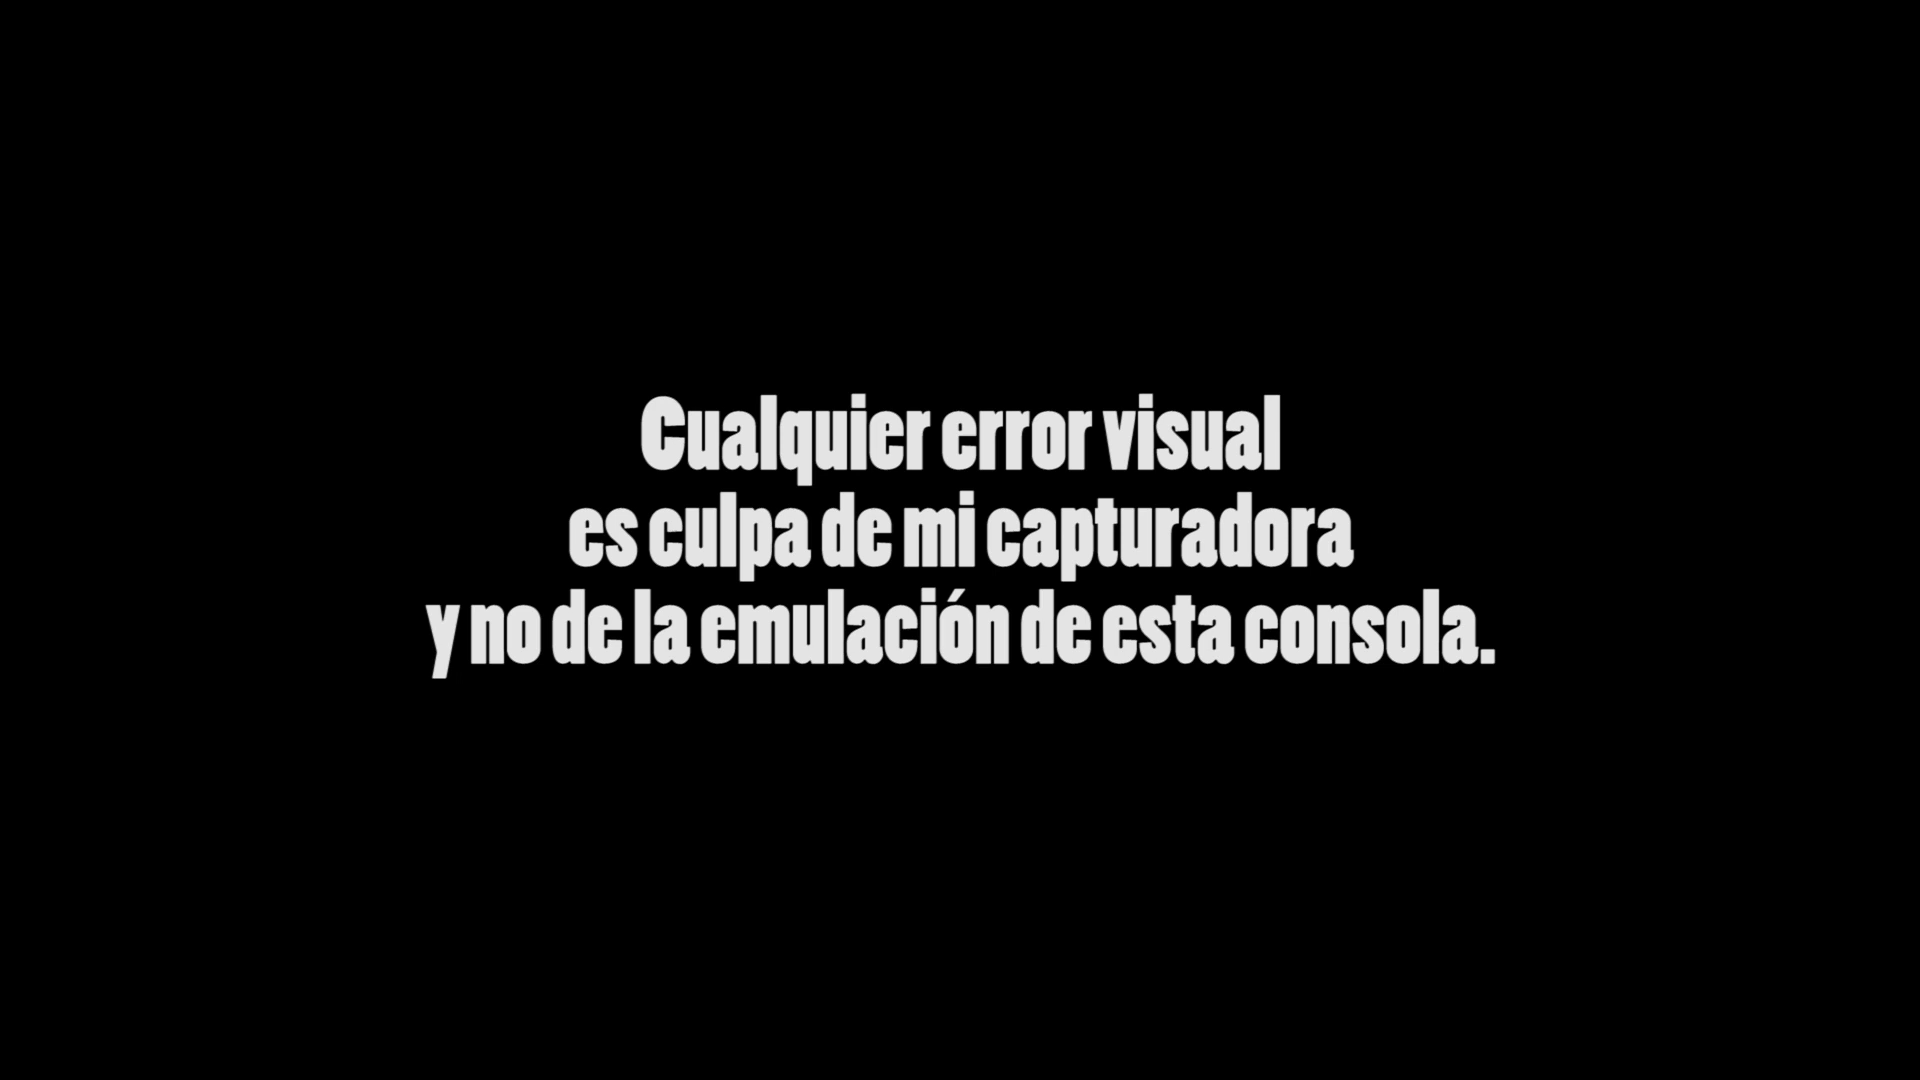 Cualquier error visual
es culpa de mi capturadora
y no de la emulación de esta consola.